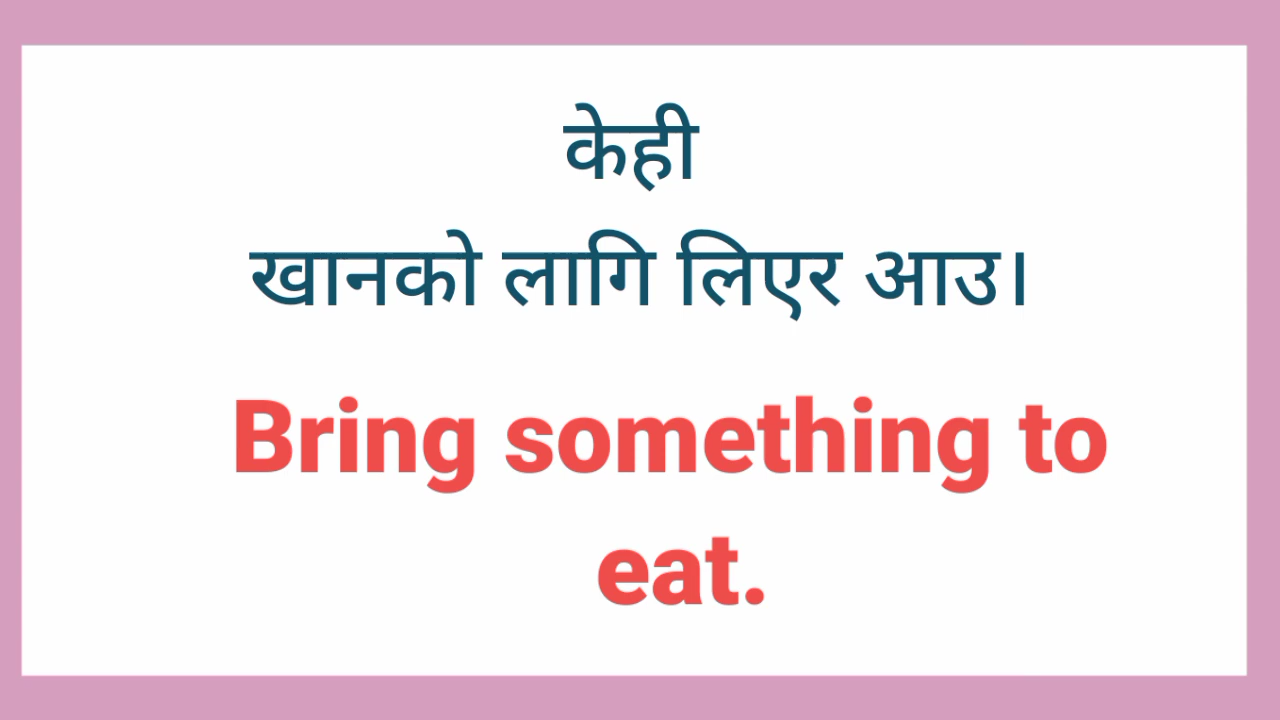 केही
खानको लागि लिएर आउ।
Bring something to
eat.